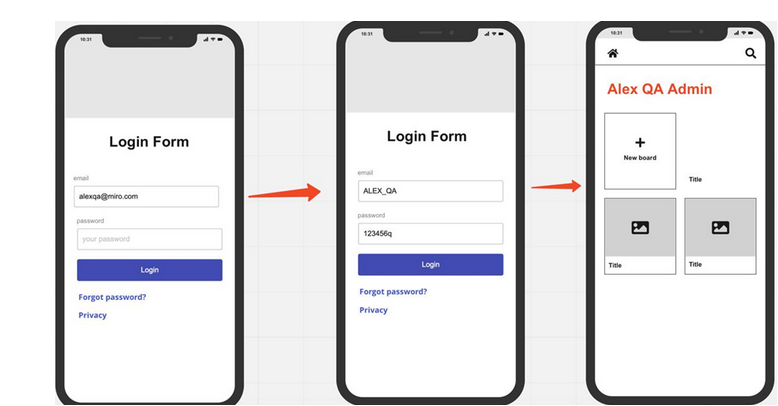 10:31
Login Form
email
alexqa@miro.com
password
your password
Login
Forgot password?
Privacy
10:31
Login Form
email
ALEX_QA
password
123456q
Login
Forgot password?
Privacy
10:31
Alex QA Admin
New board
Title
Title
Title